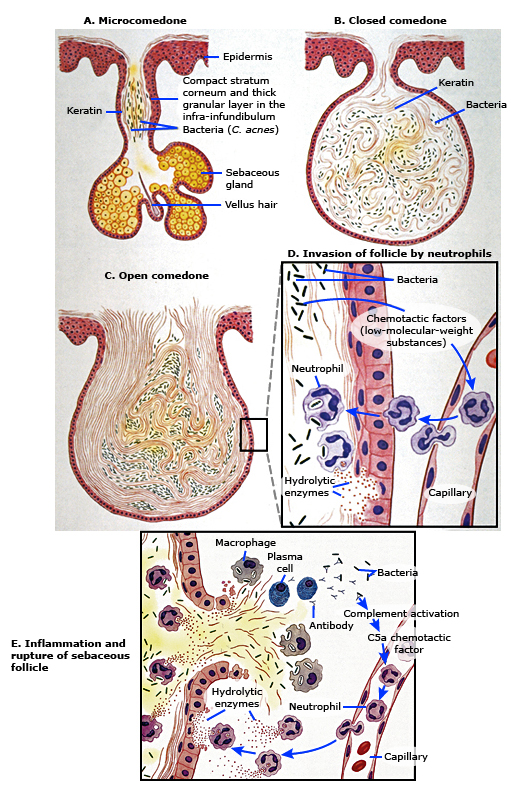 A. Microcomedone
Epidermis
Compact stratum
corneum and thick
granular layer in the
infra-infundibulum
Keratin
Bacteria (C. acnes)
Sebaceous
gland
Vellus hair
B. Closed comedone
Keratin
Bacteria
C. Open comedone
D. Invasion of follicle by neutrophils
Bacteria
Chemotactic factors
(low-molecular-weight
substances)
Neutrophil
Hydrolytic
enzymes
Capillary
E. Inflammation and
rupture of sebaceous
follicle
Macrophage
Plasma
cell
Bacteria
Antibody
Complement activation
C5a chemotactic
factor
Hydrolytic
enzymes
Neutrophil
Capillary